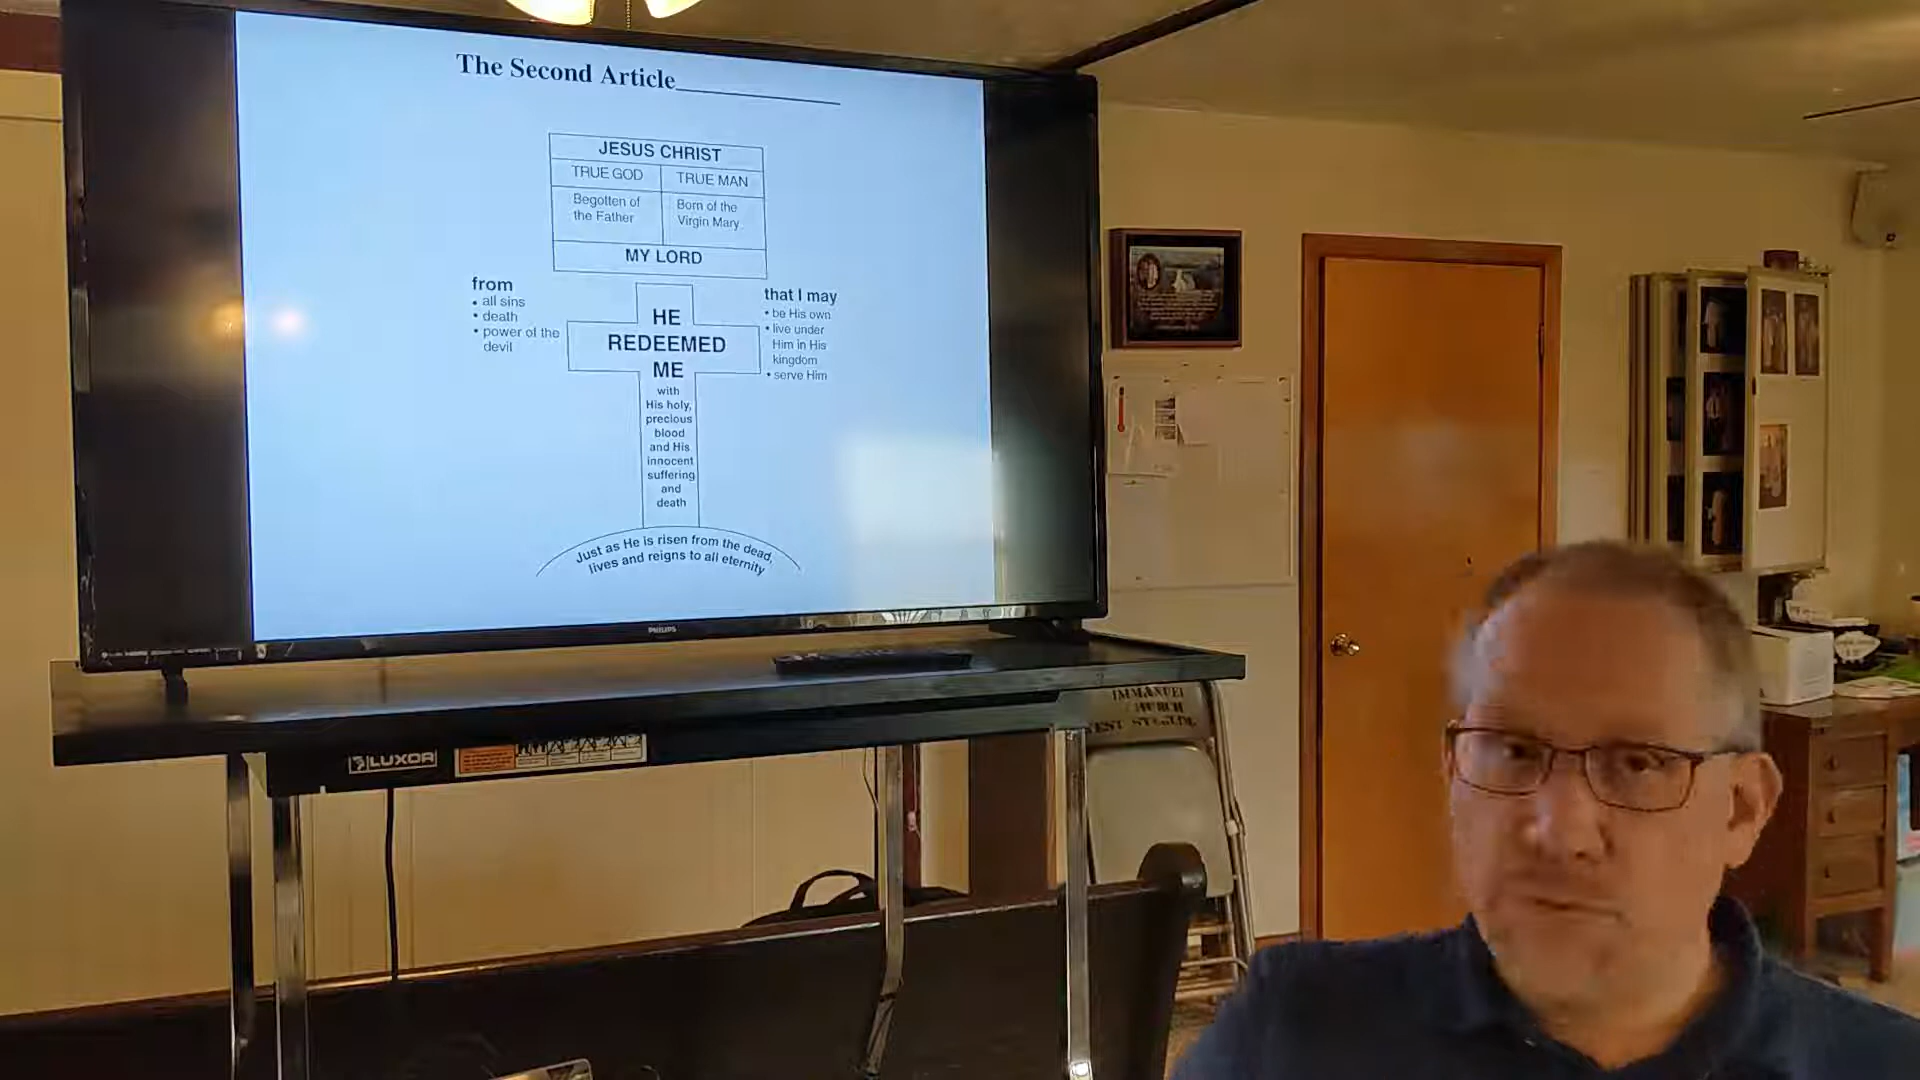 The Second Article
JESUS CHRIST
TRUE GOD
TRUE MAN
Begotten of
the Father
Born of the
Virgin Mary
MY LORD
from
• all sins
• death
• power of the
devil
HE
REDEEMED
ME
with
His holy,
precious
blood
and His
innocent
suffering
and
death
that I may
• be His own
• live under
Him in His
kingdom
• serve Him
Just as He is risen from the dead,
lives and reigns to all eternity
PHILIPS
LUXOR
IMMANUEL
CHURCH